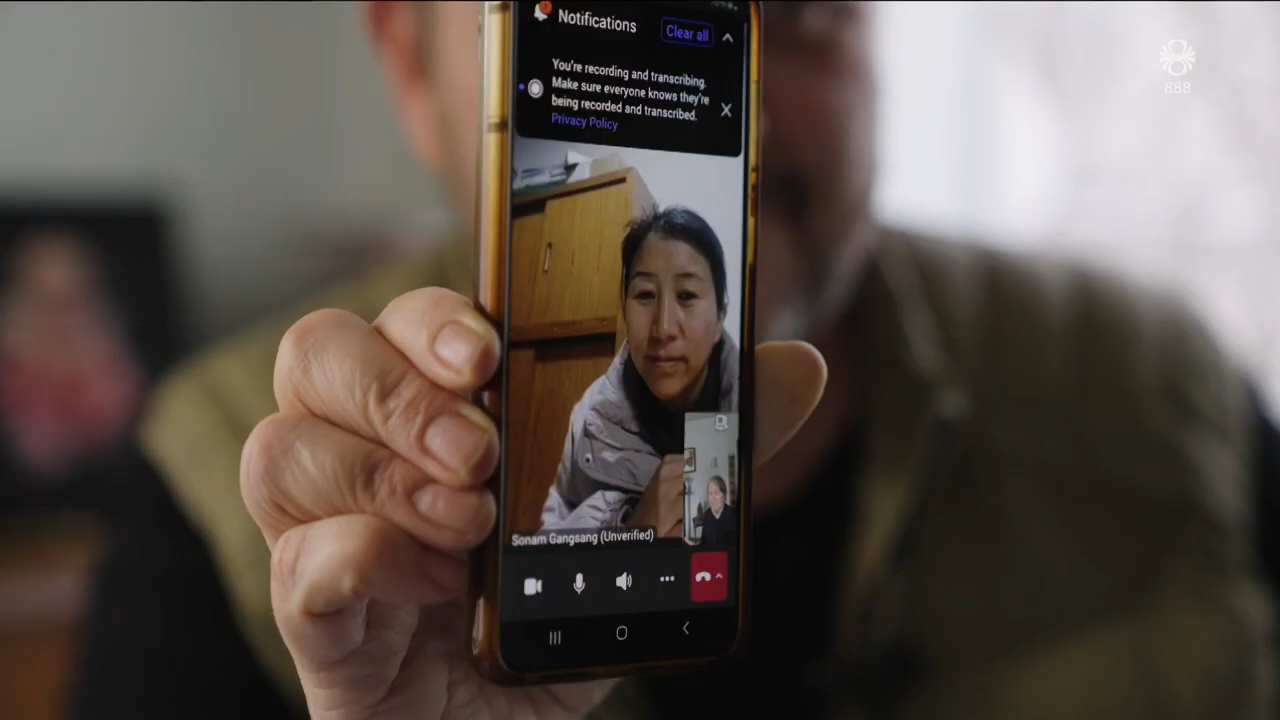 Notifications
Clear all
You're recording and transcribing.
Make sure everyone knows they're
being recorded and transcribed.
Privacy Policy
Sonam Gangsang (Unverified)
888